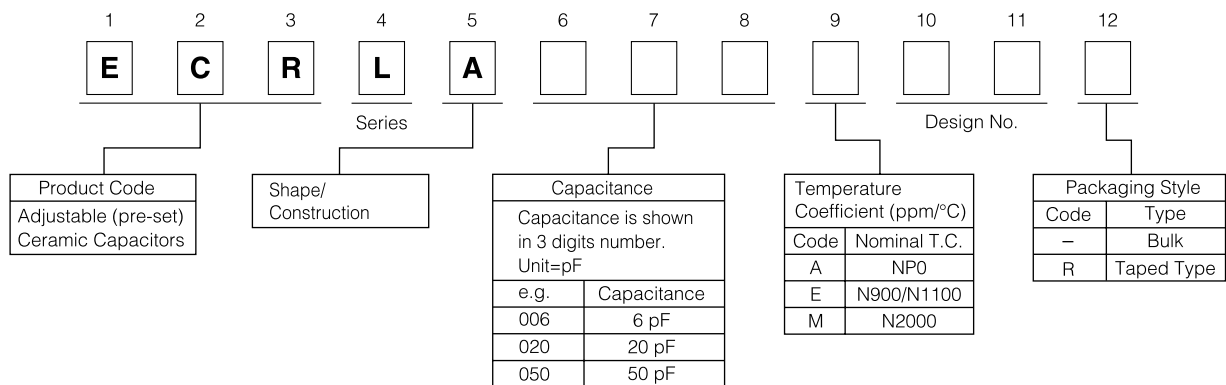 1 2 3 4 5 6 7 8 9 10 11 12
E C R L A
Series
Design No.
Product Code
Adjustable (pre-set)
Ceramic Capacitors
Shape/
Construction
Capacitance
Capacitance is shown
in 3 digits number.
Unit=pF
e.g. Capacitance
006 6 pF
020 20 pF
050 50 pF
Temperature
Coefficient (ppm/°C)
Code Nominal T.C.
A NP0
E N900/N1100
M N2000
Packaging Style
Code Type
– Bulk
R Taped Type